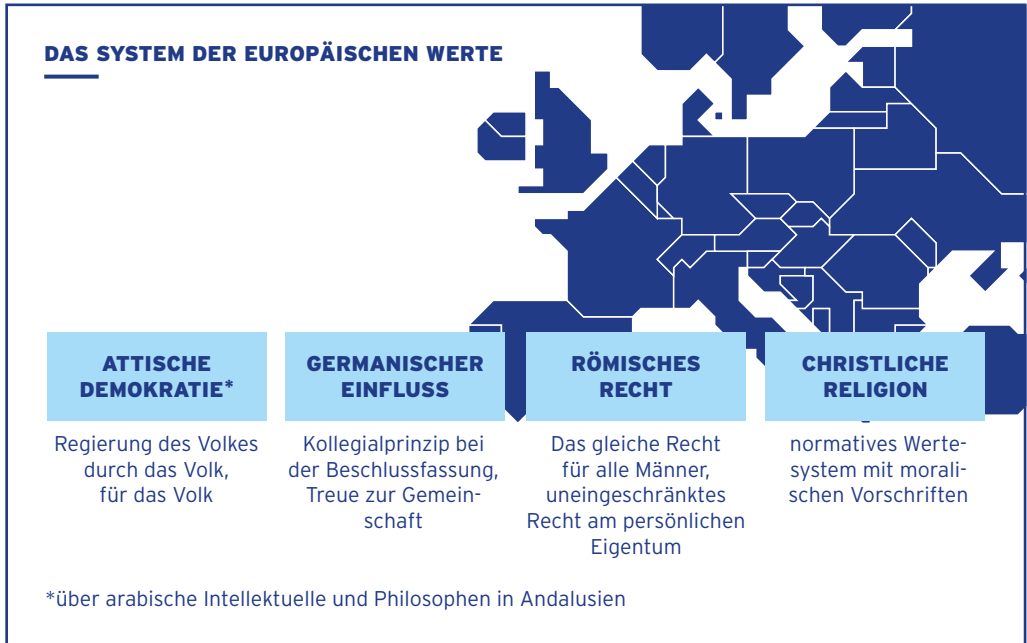 DAS SYSTEM DER EUROPÄISCHEN WERTE
ATTISCHE
DEMOKRATIE*
Regierung des Volkes
durch das Volk,
für das Volk
GERMANISCHER
EINFLUSS
Kollegialprinzip bei
der Beschlussfassung,
Treue zur Gemein-
schaft
RÖMISCHES
RECHT
Das gleiche Recht
für alle Männer,
uneingeschränktes
Recht am persönlichen
Eigentum
CHRISTLICHE
RELIGION
normatives Werte-
system mit morali-
schen Vorschriften
*über arabische Intellektuelle und Philosophen in Andalusien